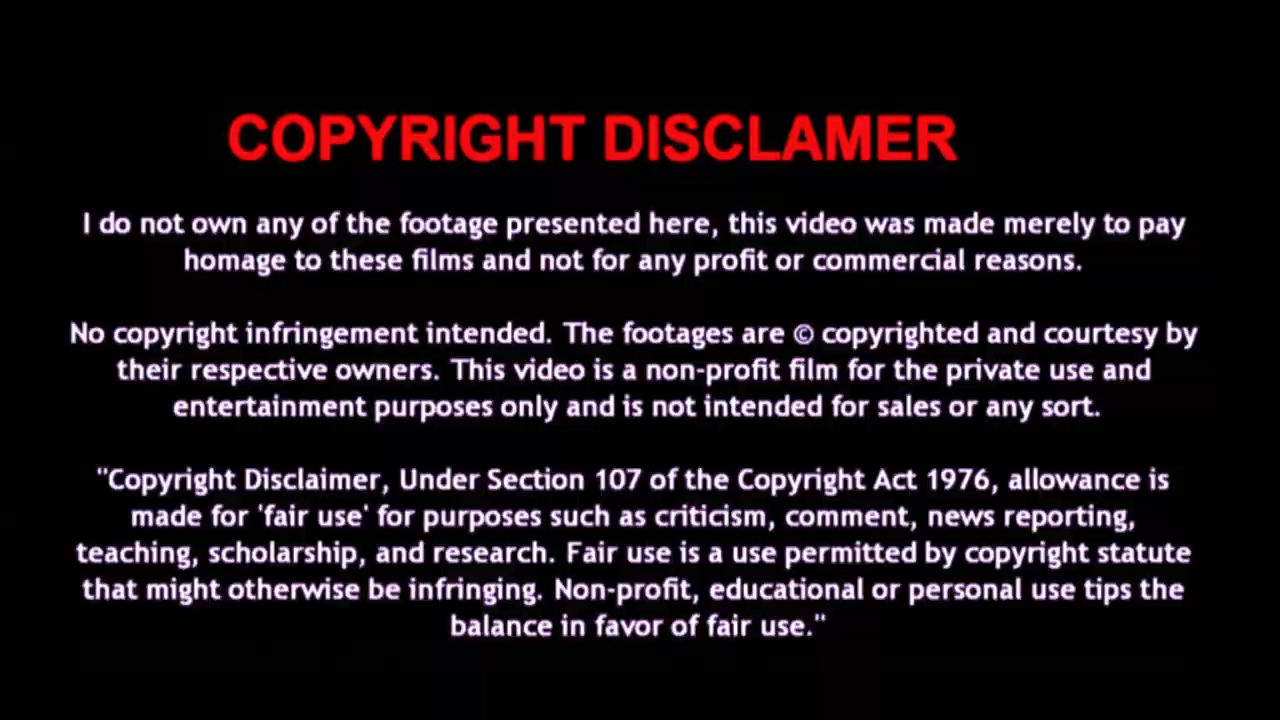 COPYRIGHT DISCLAMER
I do not own any of the footage presented here, this video was made merely to pay
homage to these films and not for any profit or commercial reasons.
No copyright infringement intended. The footages are © copyrighted and courtesy by
their respective owners. This video is a non-profit film for the private use and
entertainment purposes only and is not intended for sales or any sort.
"Copyright Disclaimer, Under Section 107 of the Copyright Act 1976, allowance is
made for 'fair use' for purposes such as criticism, comment, news reporting,
teaching, scholarship, and research. Fair use is a use permitted by copyright statute
that might otherwise be infringing. Non-profit, educational or personal use tips the
balance in favor of fair use."